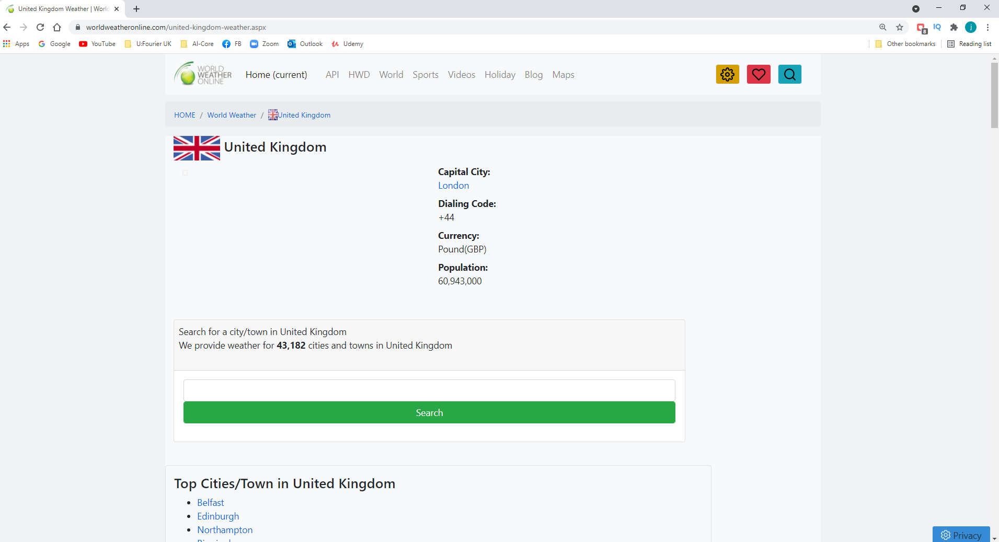 United Kingdom Weather | World
worldweatheronline.com/united-kingdom-weather.aspx
8
IQ
j
Apps
Google
YouTube
U:Fourier UK
AI-Core
FB
Zoom
Outlook
Udemy
Other bookmarks
Reading list
WORLD
WEATHER
ONLINE
Home (current)
API
HWD
World
Sports
Videos
Holiday
Blog
Maps
HOME / World Weather / United Kingdom
United Kingdom
Capital City:
London
Dialing Code:
+44
Currency:
Pound(GBP)
Population:
60,943,000
Search for a city/town in United Kingdom
We provide weather for 43,182 cities and towns in United Kingdom
Search
Top Cities/Town in United Kingdom
Belfast
Edinburgh
Northampton
Privacy